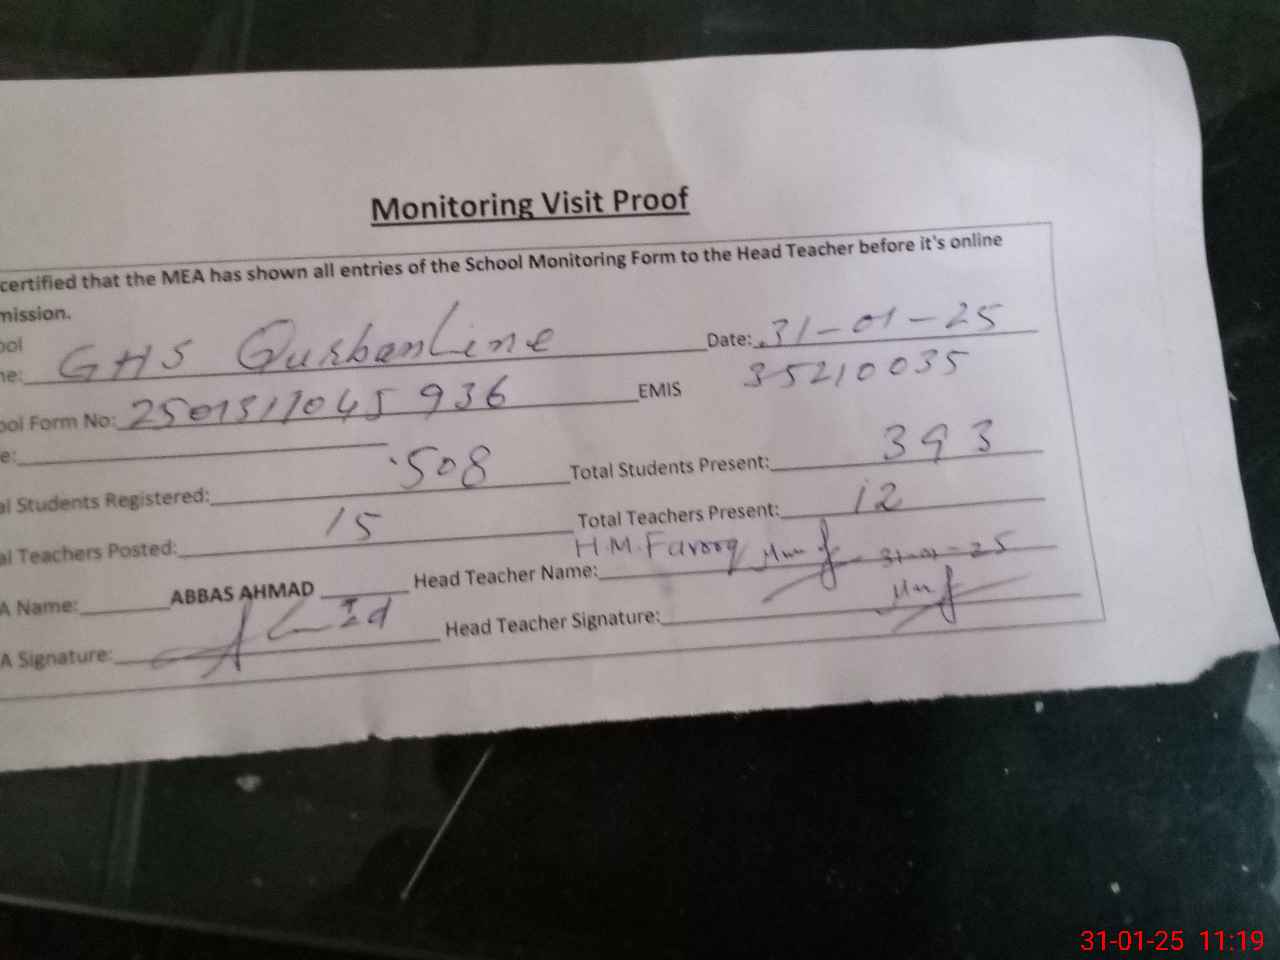 Monitoring Visit Proof
certified that the MEA has shown all entries of the School Monitoring Form to the Head Teacher before it's online
mission.
ool
ne: GHS Qurban Line Date: 31-01-25
ool Form No: 2501311045936 EMIS 35210035
e:
al Students Registered: 508 Total Students Present: 393
al Teachers Posted: 15 Total Teachers Present: 12
A Name: ABBAS AHMAD Head Teacher Name: H.M.Farooq 31-01-25
A Signature: Head Teacher Signature:
31-01-25 11:19